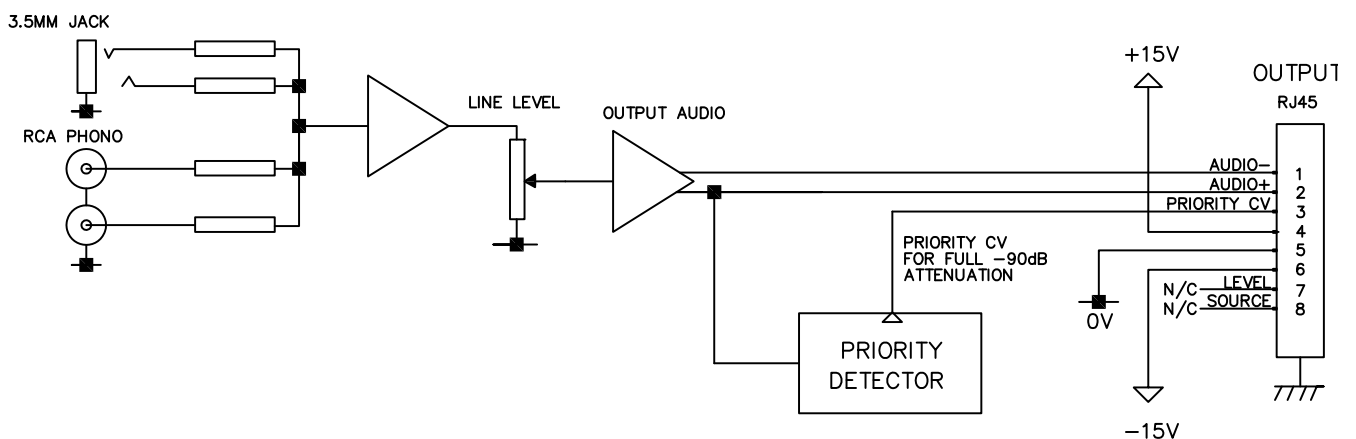 3.5MM JACK
RCA PHONO
LINE LEVEL
OUTPUT AUDIO
PRIORITY CV
FOR FULL -90dB
ATTENUATION
PRIORITY
DETECTOR
+15V
0V
-15V
OUTPUT
RJ45
AUDIO- 1
AUDIO+ 2
PRIORITY CV 3
4
5
6
N/C LEVEL 7
N/C SOURCE 8